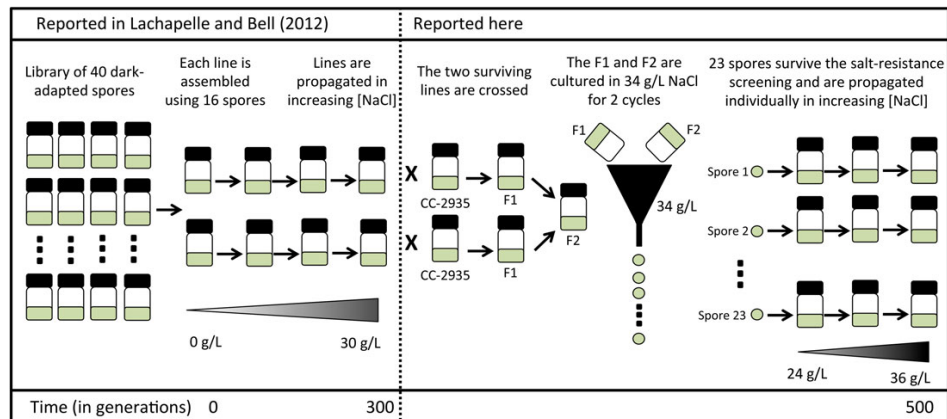 Reported in Lachapelle and Bell (2012)
Reported here
Library of 40 dark-
adapted spores
Each line is
assembled
using 16 spores
Lines are
propagated in
increasing [NaCl]
The two surviving
lines are crossed
The F1 and F2 are
cultured in 34 g/L NaCl
for 2 cycles
23 spores survive the salt-resistance
screening and are propagated
individually in increasing [NaCl]
F1
F2
X
CC-2935
F1
X
CC-2935
F1
F2
34 g/L
Spore 1
Spore 2
Spore 23
0 g/L
30 g/L
24 g/L
36 g/L
Time (in generations)
0
300
500